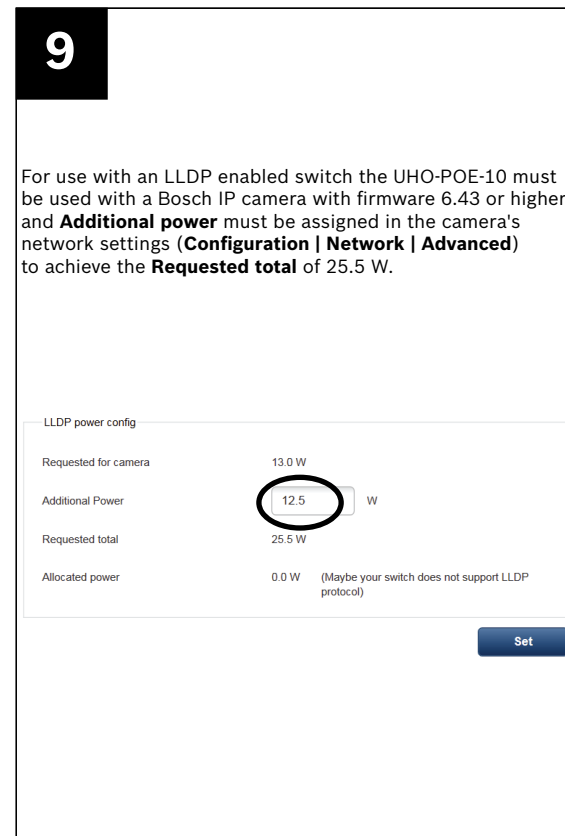 9
For use with an LLDP enabled switch the UHO-POE-10 must
be used with a Bosch IP camera with firmware 6.43 or higher
and Additional power must be assigned in the camera's
network settings (Configuration | Network | Advanced)
to achieve the Requested total of 25.5 W.
LLDP power config
Requested for camera 13.0 W
Additional Power 12.5 W
Requested total 25.5 W
Allocated power 0.0 W (Maybe your switch does not support LLDP
protocol)
Set